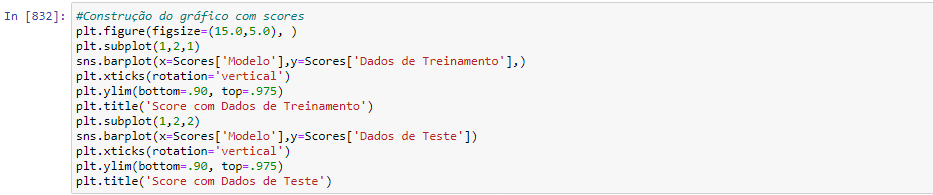 In [832]: #Construção do gráfico com scores
plt.figure(figsize=(15.0,5.0), )
plt.subplot(1,2,1)
sns.barplot(x=Scores['Modelo'],y=Scores['Dados de Treinamento'],)
plt.xticks(rotation='vertical')
plt.ylim(bottom=.90, top=.975)
plt.title('Score com Dados de Treinamento')
plt.subplot(1,2,2)
sns.barplot(x=Scores['Modelo'],y=Scores['Dados de Teste'])
plt.xticks(rotation='vertical')
plt.ylim(bottom=.90, top=.975)
plt.title('Score com Dados de Teste')